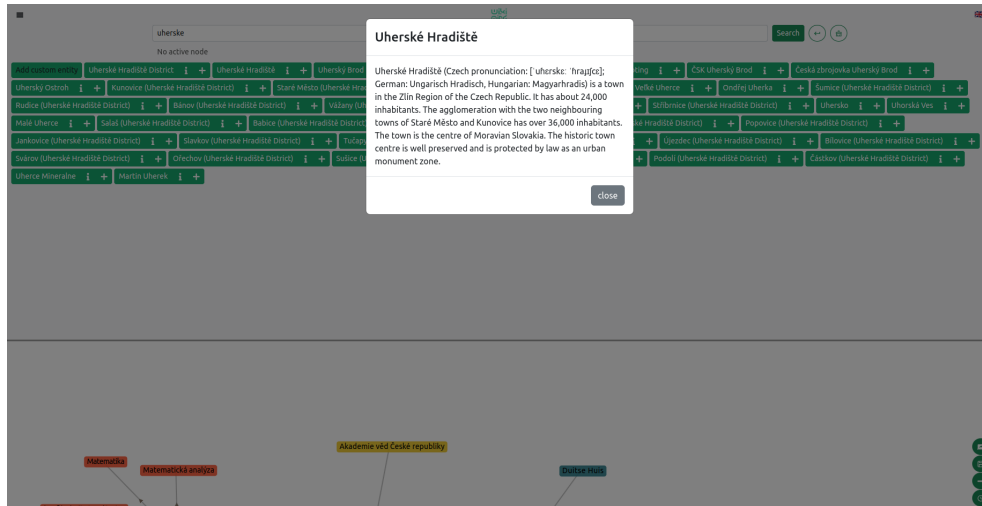 uherske
Search
No active node
Add custom entity
Uherské Hradiště District
Uherské Hradiště
Uherský Brod
ČSK Uherský Brod
Česká zbrojovka Uherský Brod
Uherský Ostroh
Kunovice (Uherské Hradiště District)
Staré Město (Uherské Hra
Velké Uherce
Ondřej Uherka
Šumice (Uherské Hradiště District)
Rudice (Uherské Hradiště District)
Bánov (Uherské Hradiště District)
Vážany (Uh
Stříbrnice (Uherské Hradiště District)
Uhersko
Uhorská Ves
Malé Uherce
Salaš (Uherské Hradiště District)
Babice (Uherské Hradiště District
Hradiště District)
Popovice (Uherské Hradiště District)
Jankovice (Uherské Hradiště District)
Slavkov (Uherské Hradiště District)
Tučapy
Újezdec (Uherské Hradiště District)
Bílovice (Uherské Hradiště District)
Svárov (Uherské Hradiště District)
Ořechov (Uherské Hradiště District)
Sušice (U
Podolí (Uherské Hradiště District)
Částkov (Uherské Hradiště District)
Uherce Mineralne
Martin Uherek
Uherské Hradiště
Uherské Hradiště (Czech pronunciation: [ˈuɦɛrskɛː ˈɦraɟɪʃcɛ];
German: Ungarisch Hradisch, Hungarian: Magyarhradis) is a town
in the Zlín Region of the Czech Republic. It has about 24,000
inhabitants. The agglomeration with the two neighbouring
towns of Staré Město and Kunovice has over 36,000 inhabitants.
The town is the centre of Moravian Slovakia. The historic town
centre is well preserved and is protected by law as an urban
monument zone.
close
Akademie věd České republiky
Matematika
Matematická analýza
Duitse Huis